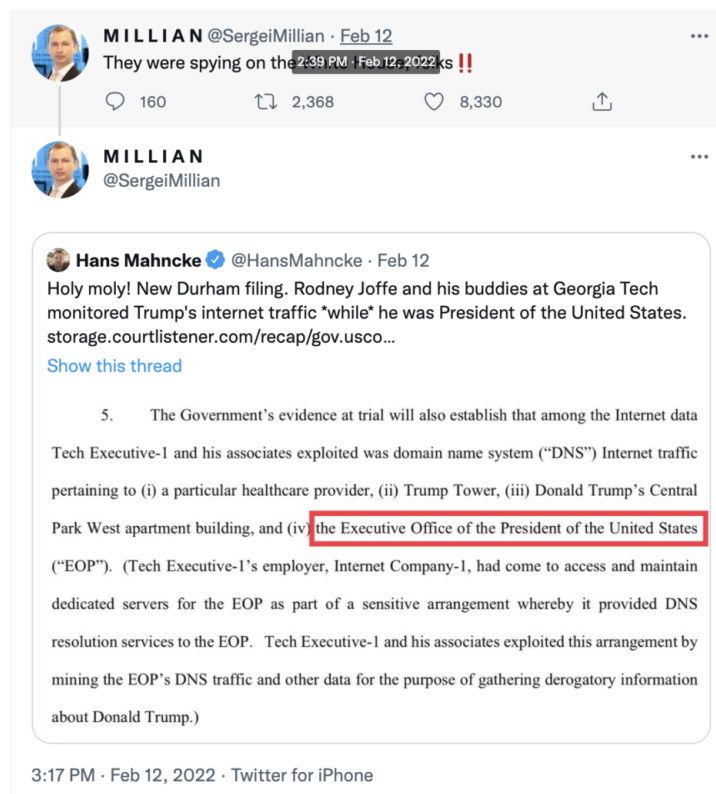 M I L L I A N @SergeiMillian · Feb 12
They were spying on the ks ‼
2:39 PM · Feb 12, 2022
160 2,368 8,330
M I L L I A N
@SergeiMillian
Hans Mahncke @HansMahncke · Feb 12
Holy moly! New Durham filing. Rodney Joffe and his buddies at Georgia Tech
monitored Trump's internet traffic *while* he was President of the United States.
storage.courtlistener.com/recap/gov.usco...
Show this thread
5. The Government's evidence at trial will also establish that among the Internet data
Tech Executive-1 and his associates exploited was domain name system ("DNS") Internet traffic
pertaining to (i) a particular healthcare provider, (ii) Trump Tower, (iii) Donald Trump's Central
Park West apartment building, and (iv) the Executive Office of the President of the United States
("EOP"). (Tech Executive-1's employer, Internet Company-1, had come to access and maintain
dedicated servers for the EOP as part of a sensitive arrangement whereby it provided DNS
resolution services to the EOP. Tech Executive-1 and his associates exploited this arrangement by
mining the EOP's DNS traffic and other data for the purpose of gathering derogatory information
about Donald Trump.)
3:17 PM · Feb 12, 2022 · Twitter for iPhone